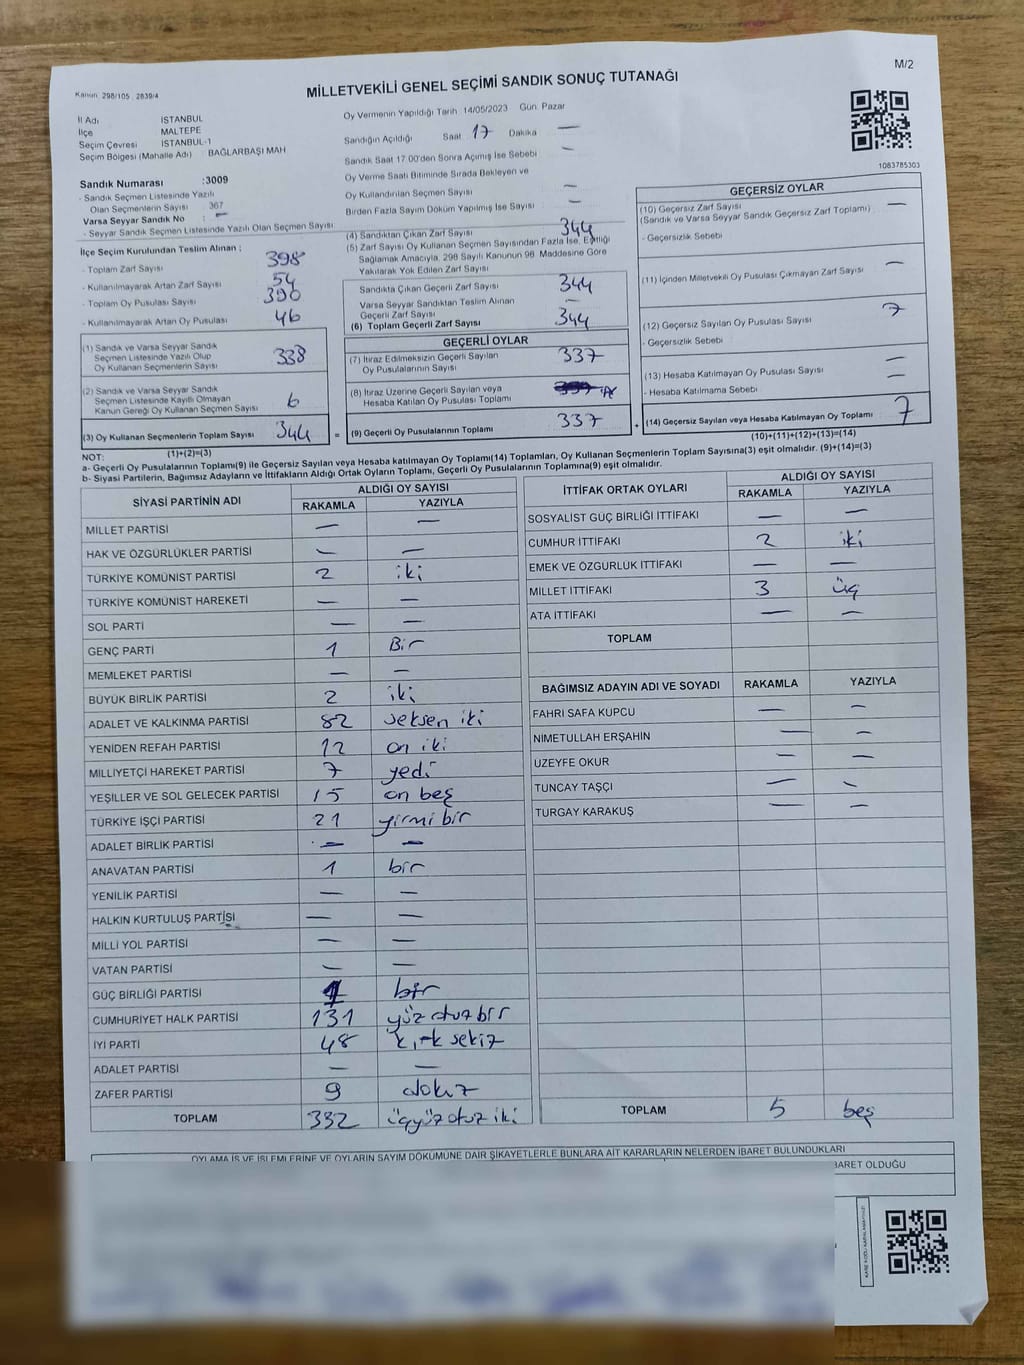 M/2
Kanun 298/105, 2839/4
MİLLETVEKİLİ GENEL SEÇİMİ SANDIK SONUÇ TUTANAĞI
İl Adı İSTANBUL
İlçe MALTEPE
Seçim Çevresi İSTANBUL-1
Seçim Bölgesi (Mahalle Adı) : BAĞLARBAŞI MAH
Oy Vermenin Yapıldığı Tarih 14/05/2023 Gün: Pazar
Sandığın Açıldığı Saat 17 Dakika —
Sandık Saat 17.00'den Sonra Açımış İse Sebebi —
Oy Verme Saati Bitiminde Sırada Bekleyen ve
Oy Kullandırılan Seçmen Sayısı —
Birden Fazla Sayım Döküm Yapılmış İse Sayısı —
1083785303
Sandık Numarası :3009
- Sandık Seçmen Listesinde Yazılı
Olan Seçmenlerin Sayısı : 367
Varsa Seyyar Sandık No : —
- Seyyar Sandık Seçmen Listesinde Yazılı Olan Seçmen Sayısı:
İlçe Seçim Kurulundan Teslim Alınan ;
- Toplam Zarf Sayısı 398
- Kullanılmayarak Artan Zarf Sayısı 54
- Toplam Oy Pusulası Sayısı 390
- Kullanılmayarak Artan Oy Pusulası 46
(1) Sandık ve Varsa Seyyar Sandık
Seçmen Listesinde Yazılı Olup
Oy Kullanan Seçmenlerin Sayısı 338
(2) Sandık ve Varsa Seyyar Sandık
Seçmen Listesinde Kayıtlı Olmayan
Kanun Gereği Oy Kullanan Seçmen Sayısı 6
(3) Oy Kullanan Seçmenlerin Toplam Sayısı 344 =
(1)+(2)=(3)
(4) Sandıktan Çıkan Zarf Sayısı 344
(5) Zarf Sayısı Oy Kullanan Seçmen Sayısından Fazla İse, Eşitliği
Sağlamak Amacıyla, 298 Sayılı Kanunun 98. Maddesine Göre
Yakılarak Yok Edilen Zarf Sayısı
Sandıkta Çıkan Geçerli Zarf Sayısı 344
Varsa Seyyar Sandıktan Teslim Alınan
Geçerli Zarf Sayısı —
(6) Toplam Geçerli Zarf Sayısı 344
GEÇERLİ OYLAR
(7) İtiraz Edilmeksizin Geçerli Sayılan
Oy Pusulalarının Sayısı 337
(8) İtiraz Üzerine Geçerli Sayılan veya
Hesaba Katılan Oy Pusulası Toplamı
(9) Geçerli Oy Pusulalarının Toplamı 337 +
GEÇERSİZ OYLAR
(10) Geçersiz Zarf Sayısı
(Sandık ve Varsa Seyyar Sandık Geçersiz Zarf Toplamı) —
- Geçersizlik Sebebi
(11) İçinden Milletvekili Oy Pusulası Çıkmayan Zarf Sayısı —
(12) Geçersiz Sayılan Oy Pusulası Sayısı 7
- Geçersizlik Sebebi
(13) Hesaba Katılmayan Oy Pusulası Sayısı —
- Hesaba Katılmama Sebebi —
(14) Geçersiz Sayılan veya Hesaba Katılmayan Oy Toplamı 7
(10)+(11)+(12)+(13)=(14)
NOT:
a- Geçerli Oy Pusulalarının Toplamı(9) ile Geçersiz Sayılan veya Hesaba katılmayan Oy Toplamı(14) Toplamları, Oy Kullanan Seçmenlerin Toplam Sayısına(3) eşit olmalıdır. (9)+(14)=(3)
b- Siyasi Partilerin, Bağımsız Adayların ve İttifakların Aldığı Ortak Oyların Toplamı, Geçerli Oy Pusulalarının Toplamına(9) eşit olmalıdır.
SİYASİ PARTİNİN ADI ALDIĞI OY SAYISI
RAKAMLA YAZIYLA
MİLLET PARTİSİ — —
HAK VE ÖZGÜRLÜKLER PARTİSİ — —
TÜRKİYE KOMÜNİST PARTİSİ 2 iki
TÜRKİYE KOMÜNİST HAREKETİ — —
SOL PARTİ — —
GENÇ PARTİ 1 Bir
MEMLEKET PARTİSİ — —
BÜYÜK BİRLİK PARTİSİ 2 iki
ADALET VE KALKINMA PARTİSİ 82 seksen iki
YENİDEN REFAH PARTİSİ 12 on iki
MİLLİYETÇİ HAREKET PARTİSİ 7 yedi
YEŞİLLER VE SOL GELECEK PARTİSİ 15 on beş
TÜRKİYE İŞÇİ PARTİSİ 21 yirmi bir
ADALET BİRLİK PARTİSİ — —
ANAVATAN PARTİSİ 1 bir
YENİLİK PARTİSİ — —
HALKIN KURTULUŞ PARTİSİ — —
MİLLİ YOL PARTİSİ — —
VATAN PARTİSİ — —
GÜÇ BİRLİĞİ PARTİSİ 1 bir
CUMHURİYET HALK PARTİSİ 131 yüz otuz bir
İYİ PARTİ 48 kırk sekiz
ADALET PARTİSİ — —
ZAFER PARTİSİ 9 dokuz
TOPLAM 332 üçyüz otuz iki
İTTİFAK ORTAK OYLARI ALDIĞI OY SAYISI
RAKAMLA YAZIYLA
SOSYALİST GÜÇ BİRLİĞİ İTTİFAKI — —
CUMHUR İTTİFAKI 2 iki
EMEK VE ÖZGÜRLÜK İTTİFAKI — —
MİLLET İTTİFAKI 3 üç
ATA İTTİFAKI — —
TOPLAM
BAĞIMSIZ ADAYIN ADI VE SOYADI RAKAMLA YAZIYLA
FAHRİ SAFA KÜPCÜ — —
NİMETULLAH ERŞAHİN — —
ÜZEYFE OKUR — —
TUNCAY TAŞÇI — —
TURGAY KARAKUŞ — —
TOPLAM 5 beş
OYLAMA İŞ VE İŞLEMLERİNE VE OYLARIN SAYIM DÖKÜMÜNE DAİR ŞİKAYETLERLE BUNLARA AİT KARARLARIN NELERDEN İBARET BULUNDUKLARI
BARET OLDUĞU